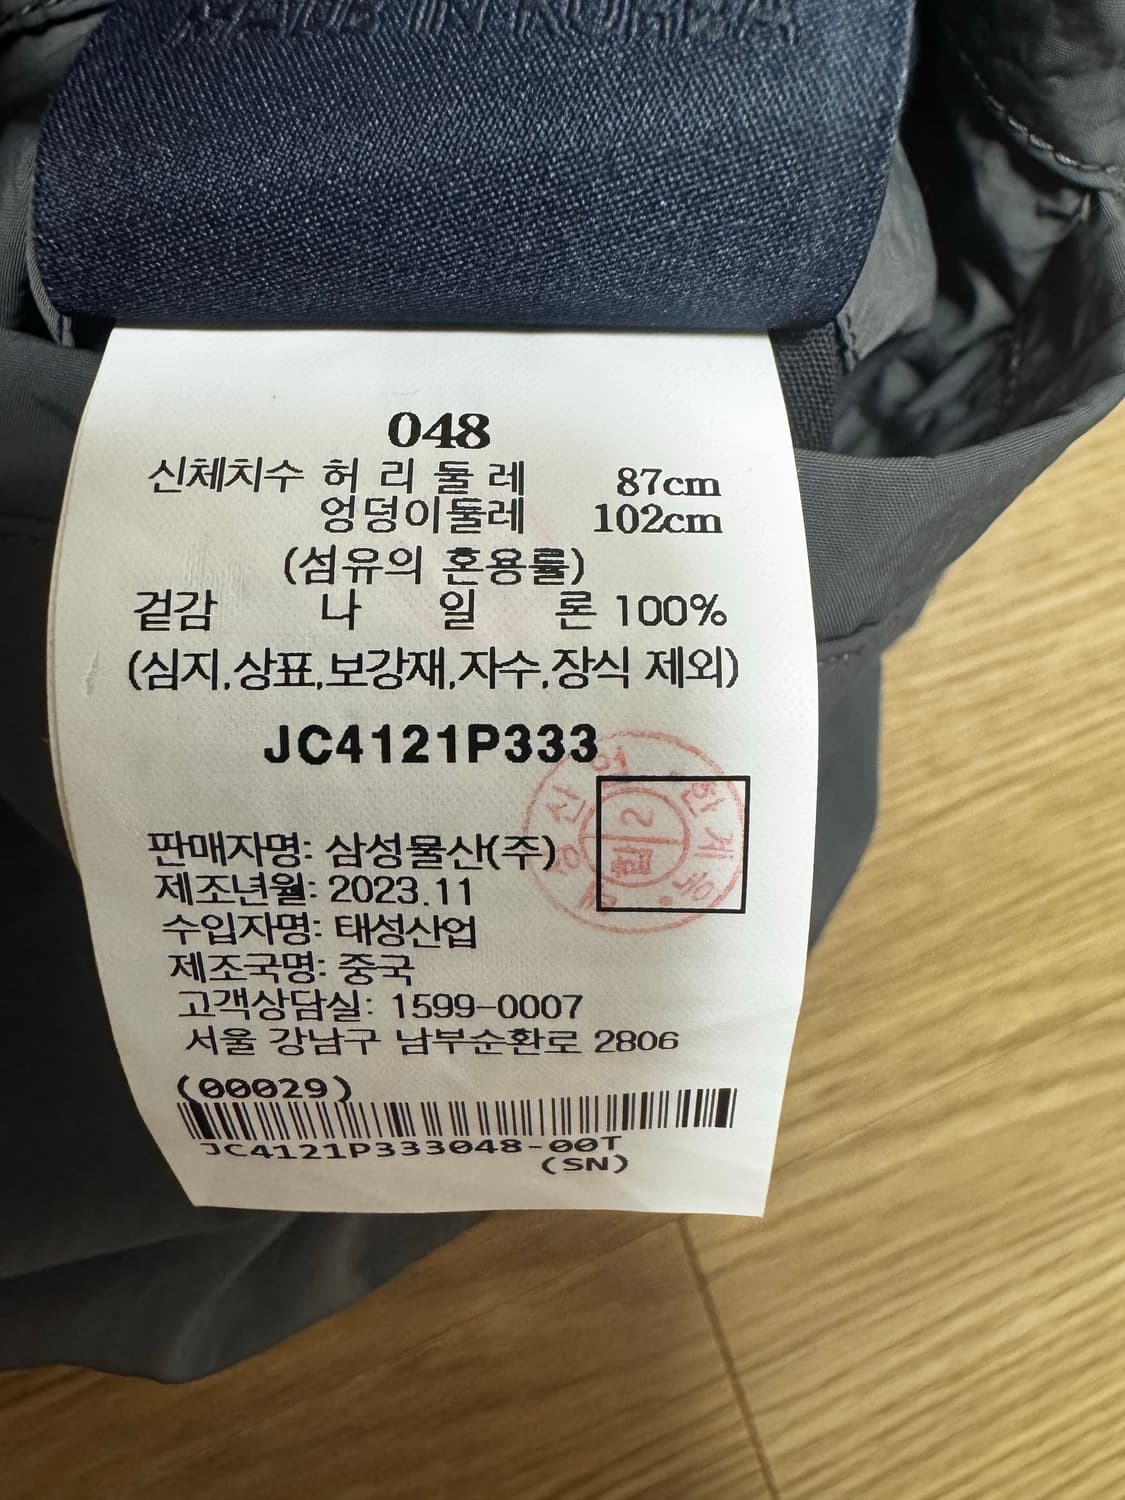 MADE IN KOREA
048
신체치수 허 리 둘 레 87cm
엉덩이둘레 102cm
(섬유의 혼용률)
겉감 나 일 론 100%
(심지,상표,보강재,자수,장식 제외)
JC4121P333
판매자명: 삼성물산(주)
제조년월: 2023.11
수입자명: 태성산업
제조국명: 중국
고객상담실: 1599-0007
서울 강남구 남부순환로 2806
(00029)
JC4121P333048-00T
(SN)